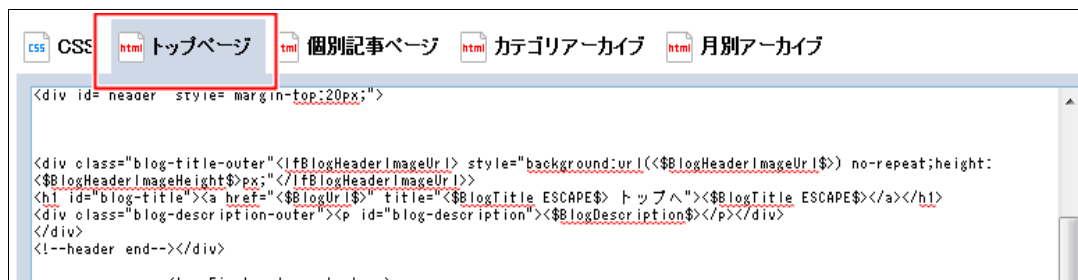 CSS CSS html トップページ html 個別記事ページ html カテゴリアーカイブ html 月別アーカイブ
<div id="header" style="margin-top:20px;">
<div class="blog-title-outer"<IfBlogHeaderImageUrl> style="background:url(<$BlogHeaderImageUrl$>) no-repeat;height:
<$BlogHeaderImageHeight$>px;"</IfBlogHeaderImageUrl>>
<h1 id="blog-title"><a href="<$BlogUrl$>" title="<$BlogTitle ESCAPE$> トップへ"><$BlogTitle ESCAPE$></a></h1>
<div class="blog-description-outer"><p id="blog-description"><$BlogDescription$></p></div>
</div>
<!--header end--></div>